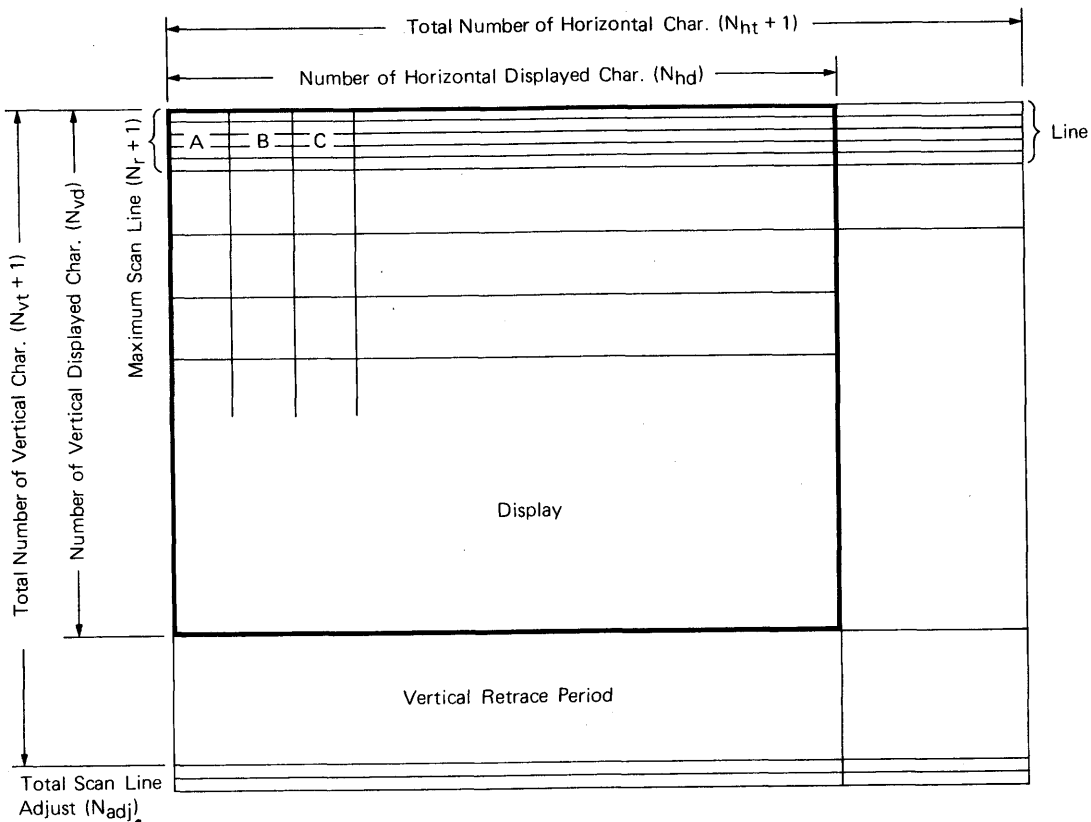 Total Number of Horizontal Char. (Nht + 1)
Number of Horizontal Displayed Char. (Nhd)
Total Number of Vertical Char. (Nvt + 1)
Number of Vertical Displayed Char. (Nvd)
Maximum Scan Line (Nr + 1)
A B C
Line
Display
Vertical Retrace Period
Total Scan Line
Adjust (Nadj)